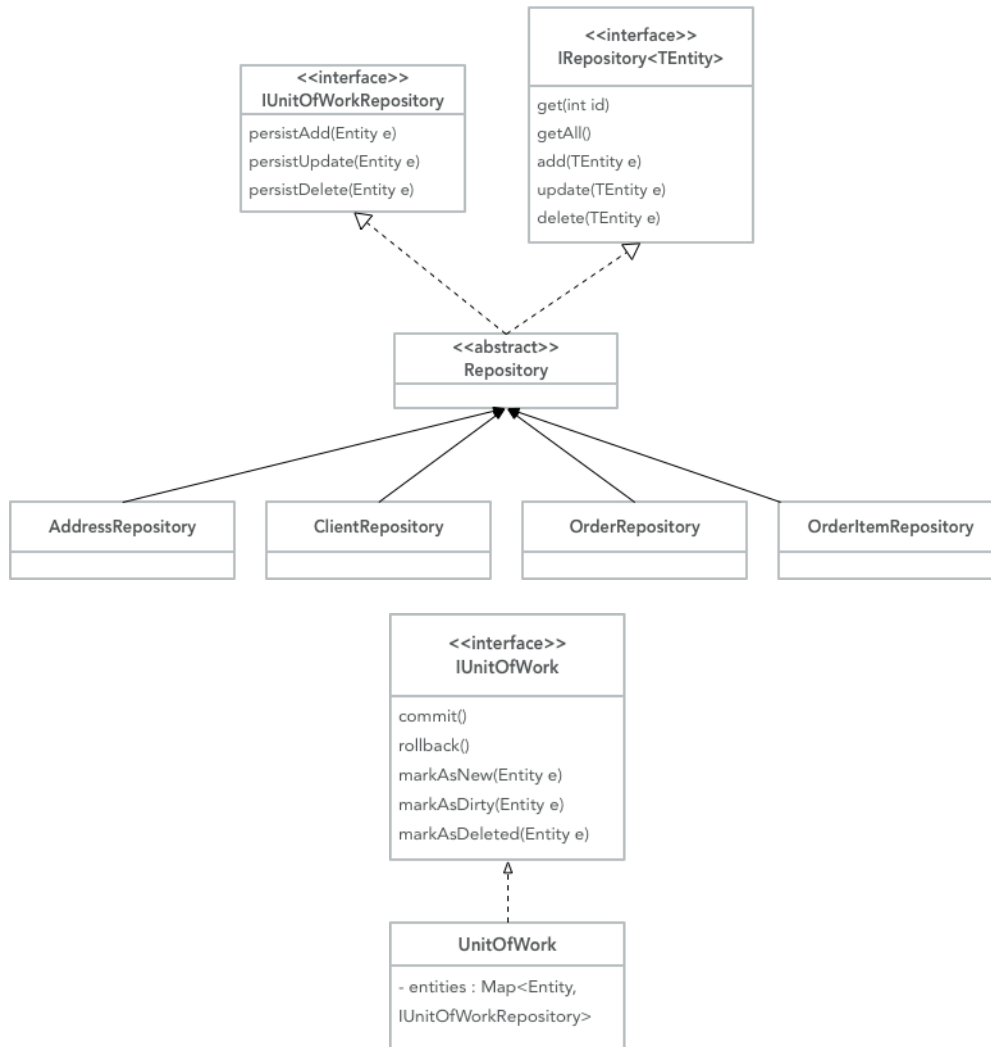 <<interface>>
IUnitOfWorkRepository
persistAdd(Entity e)
persistUpdate(Entity e)
persistDelete(Entity e)
<<interface>>
IRepository<TEntity>
get(int id)
getAll()
add(TEntity e)
update(TEntity e)
delete(TEntity e)
<<abstract>>
Repository
AddressRepository
ClientRepository
OrderRepository
OrderItemRepository
<<interface>>
IUnitOfWork
commit()
rollback()
markAsNew(Entity e)
markAsDirty(Entity e)
markAsDeleted(Entity e)
UnitOfWork
- entities : Map<Entity,
IUnitOfWorkRepository>